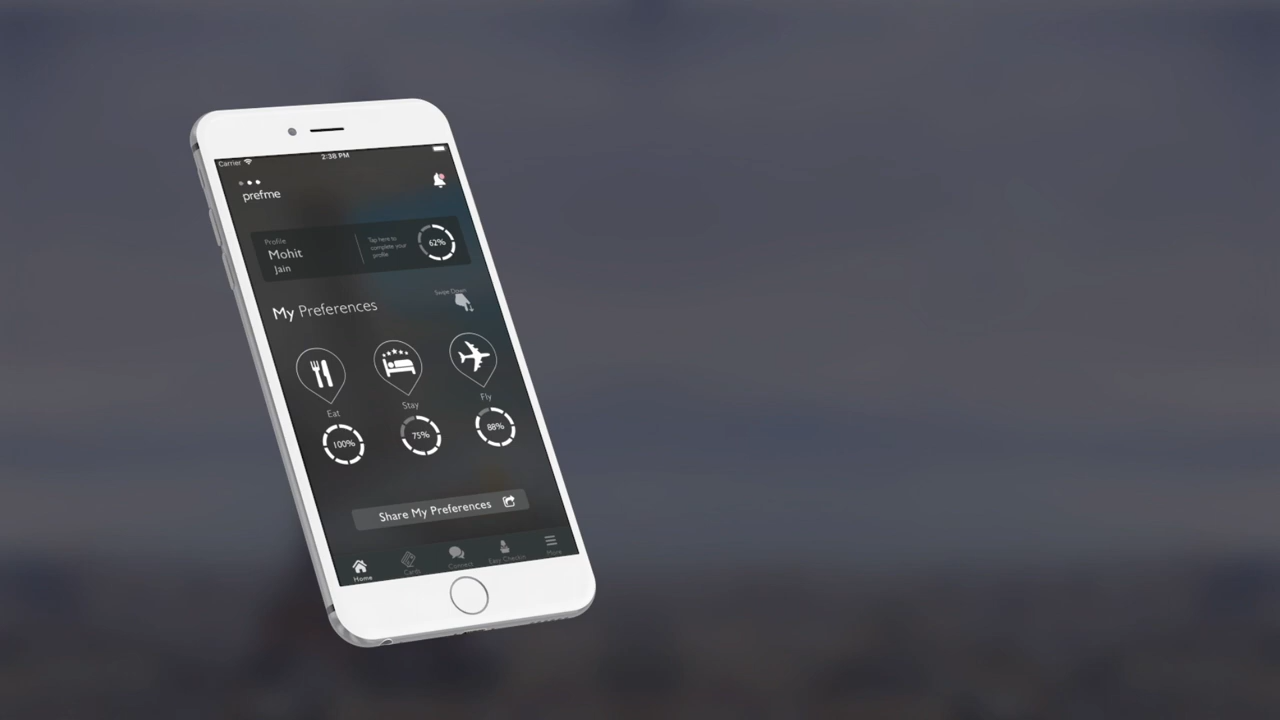 Carrier
2:38 PM
prefme
Profile
Mohit
Jain
Tap here to
complete your
profile
62%
My Preferences
Swipe Down
Eat
Stay
Fly
100%
75%
88%
Share My Preferences
Home
Cards
Connect
Easy Checkin
More